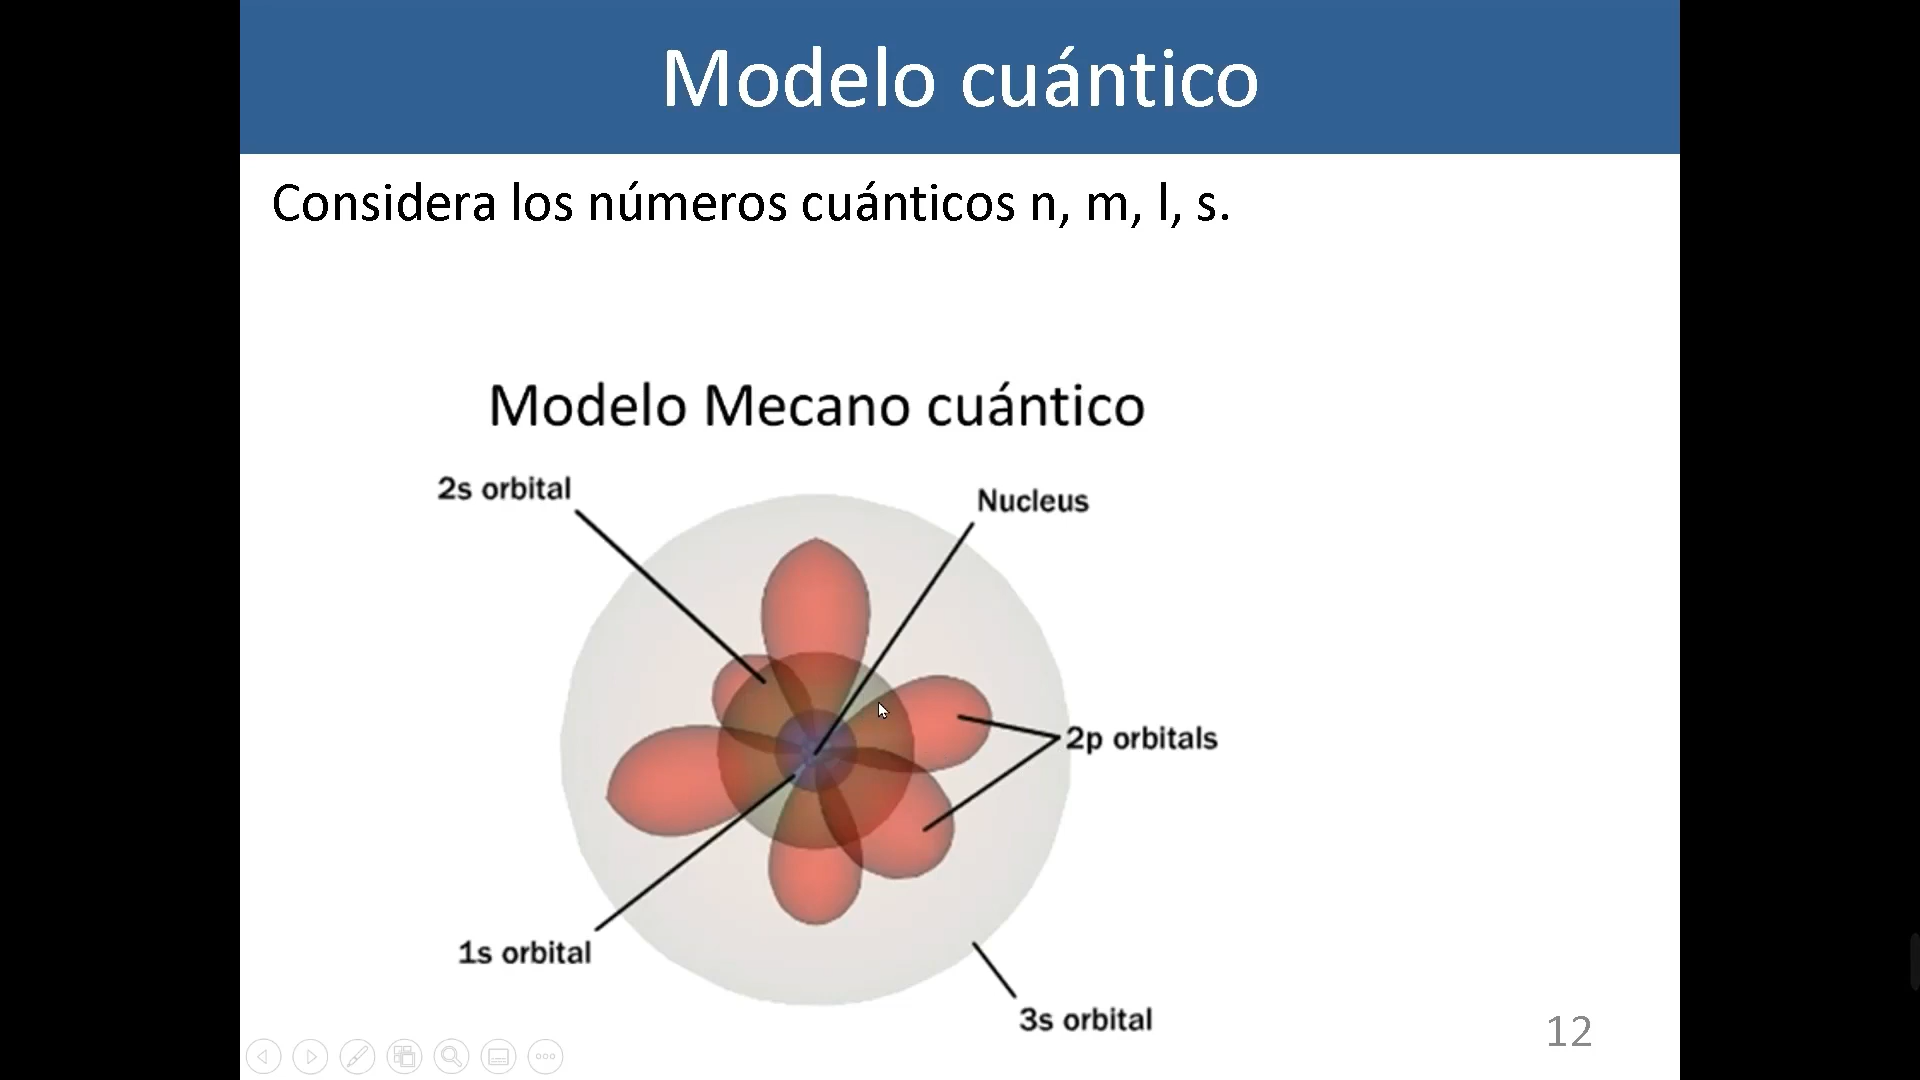 Modelo cuántico
Considera los números cuánticos n, m, l, s.
Modelo Mecano cuántico
2s orbital
Nucleus
2p orbitals
1s orbital
3s orbital
12